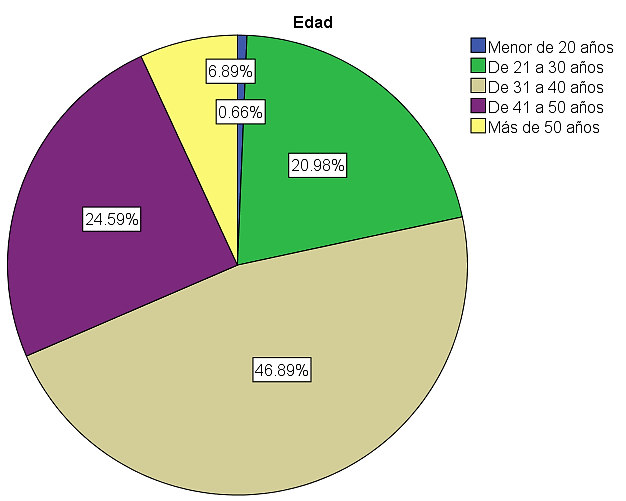 Edad
Menor de 20 años
De 21 a 30 años
De 31 a 40 años
De 41 a 50 años
Más de 50 años
6.89%
0.66%
20.98%
24.59%
46.89%